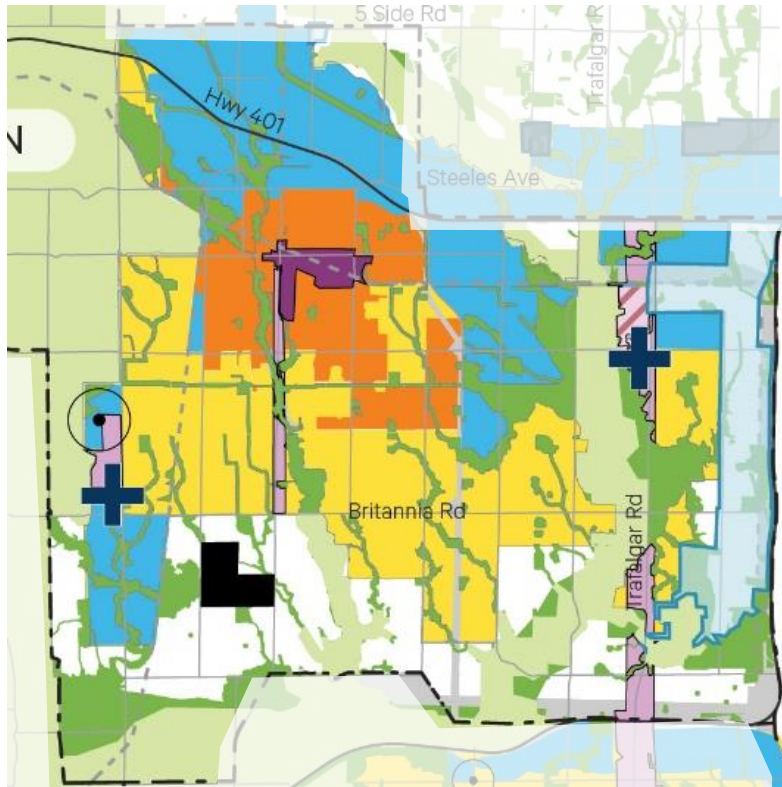 5 Side Rd
Trafalgar R
Hwy 401
N
Steeles Ave
Britannia Rd
Trafalgar Rd